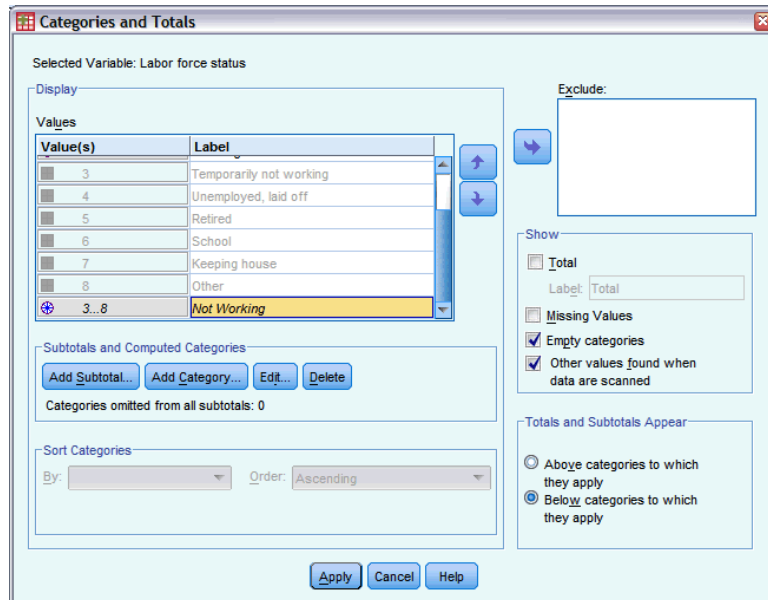 Categories and Totals
Selected Variable: Labor force status
Display
Values
Value(s) Label
3 Temporarily not working
4 Unemployed, laid off
5 Retired
6 School
7 Keeping house
8 Other
3...8 Not Working
Subtotals and Computed Categories
Add Subtotal... Add Category... Edit... Delete
Categories omitted from all subtotals: 0
Sort Categories
By: Order: Ascending
Exclude:
Show
Total
Label: Total
Missing Values
Empty categories
Other values found when
data are scanned
Totals and Subtotals Appear
Above categories to which
they apply
Below categories to which
they apply
Apply Cancel Help